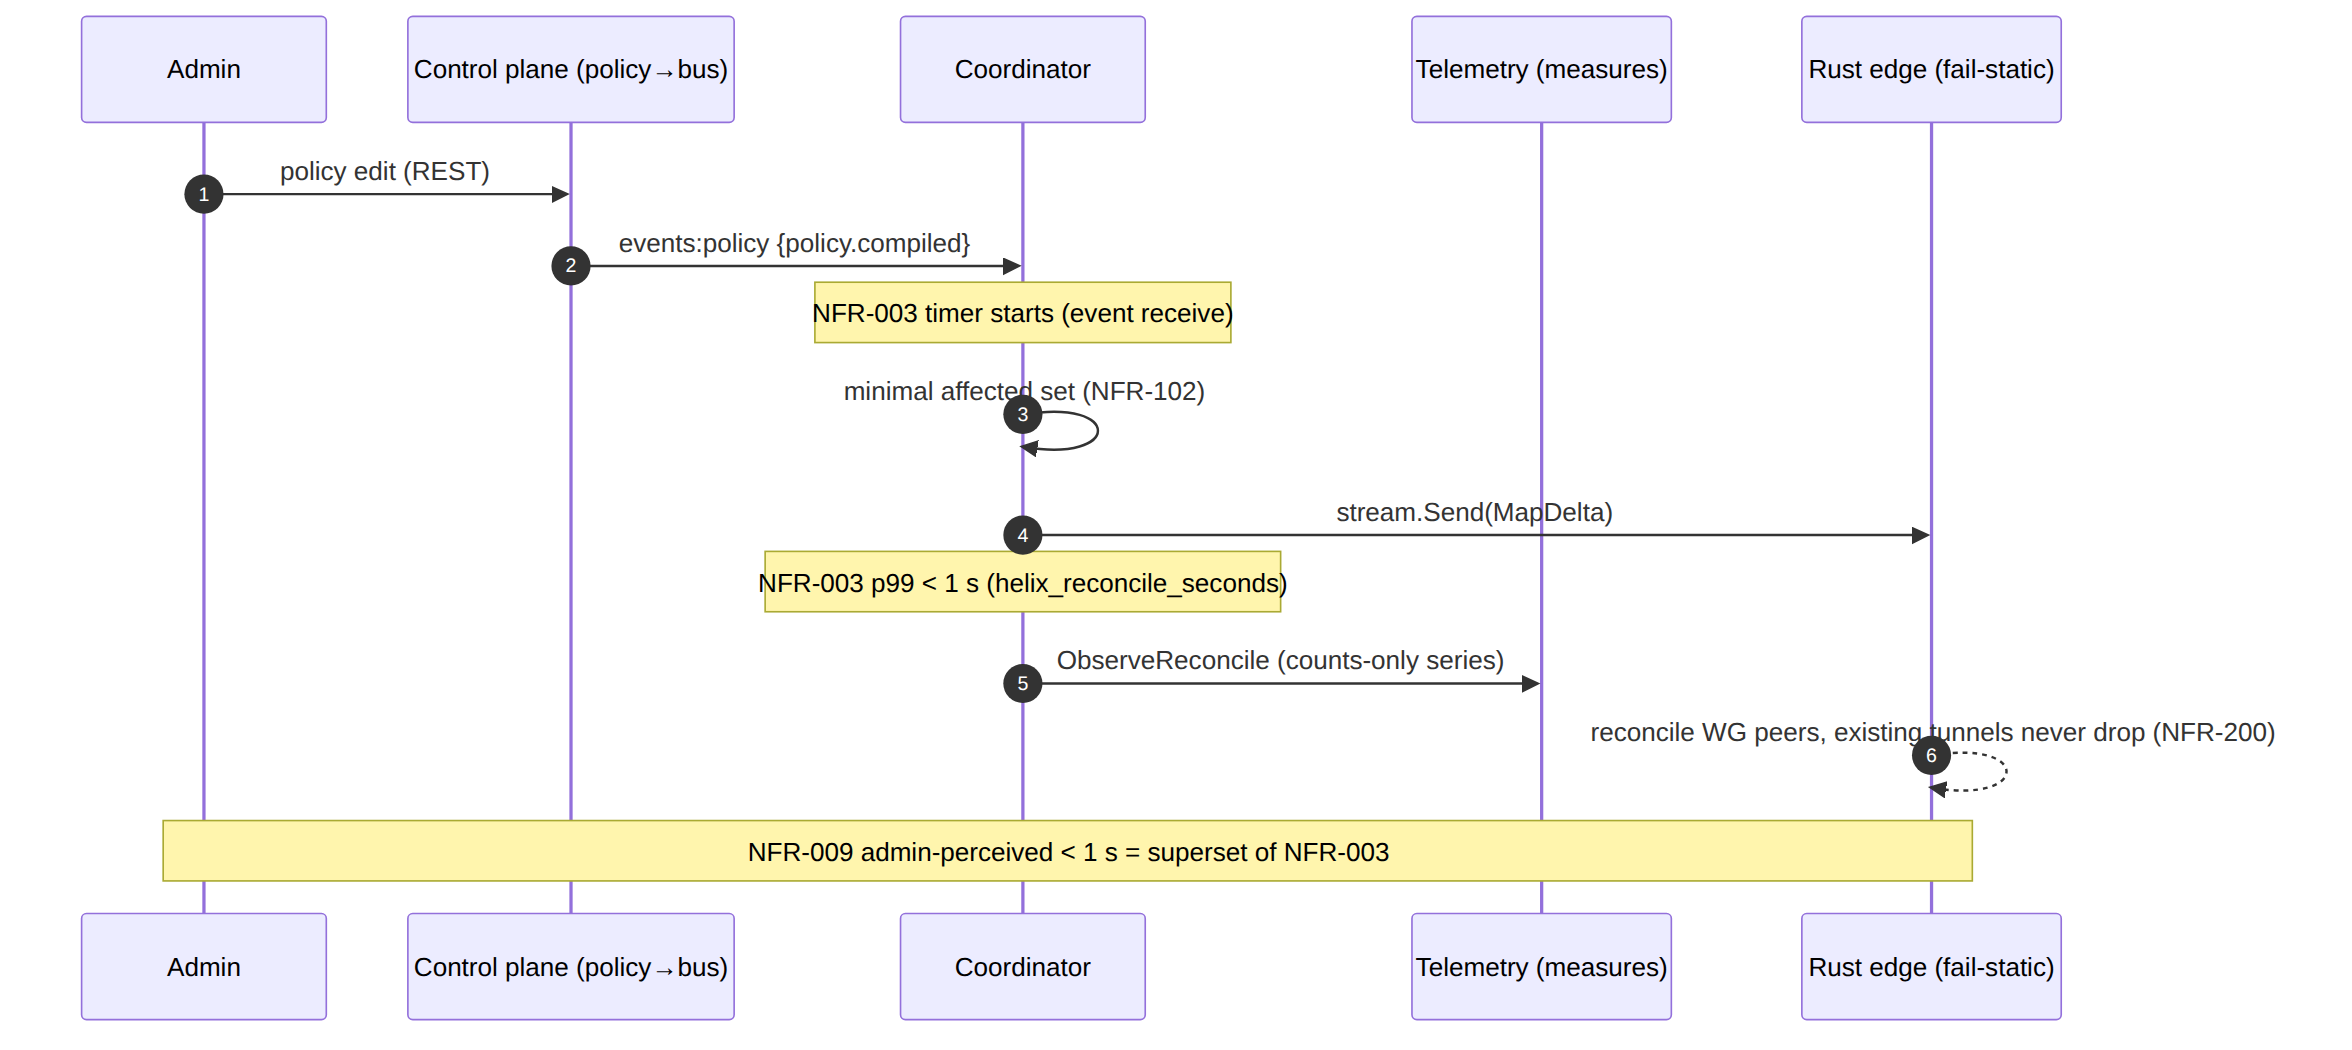 Admin
Control plane (policy→bus)
Coordinator
Telemetry (measures)
Rust edge (fail-static)
policy edit (REST)
1
events:policy {policy.compiled}
2
NFR-003 timer starts (event receive)
minimal affected set (NFR-102)
3
stream.Send(MapDelta)
4
NFR-003 p99 < 1 s (helix_reconcile_seconds)
ObserveReconcile (counts-only series)
5
reconcile WG peers, existing tunnels never drop (NFR-200)
6
NFR-009 admin-perceived < 1 s = superset of NFR-003
Admin
Control plane (policy→bus)
Coordinator
Telemetry (measures)
Rust edge (fail-static)